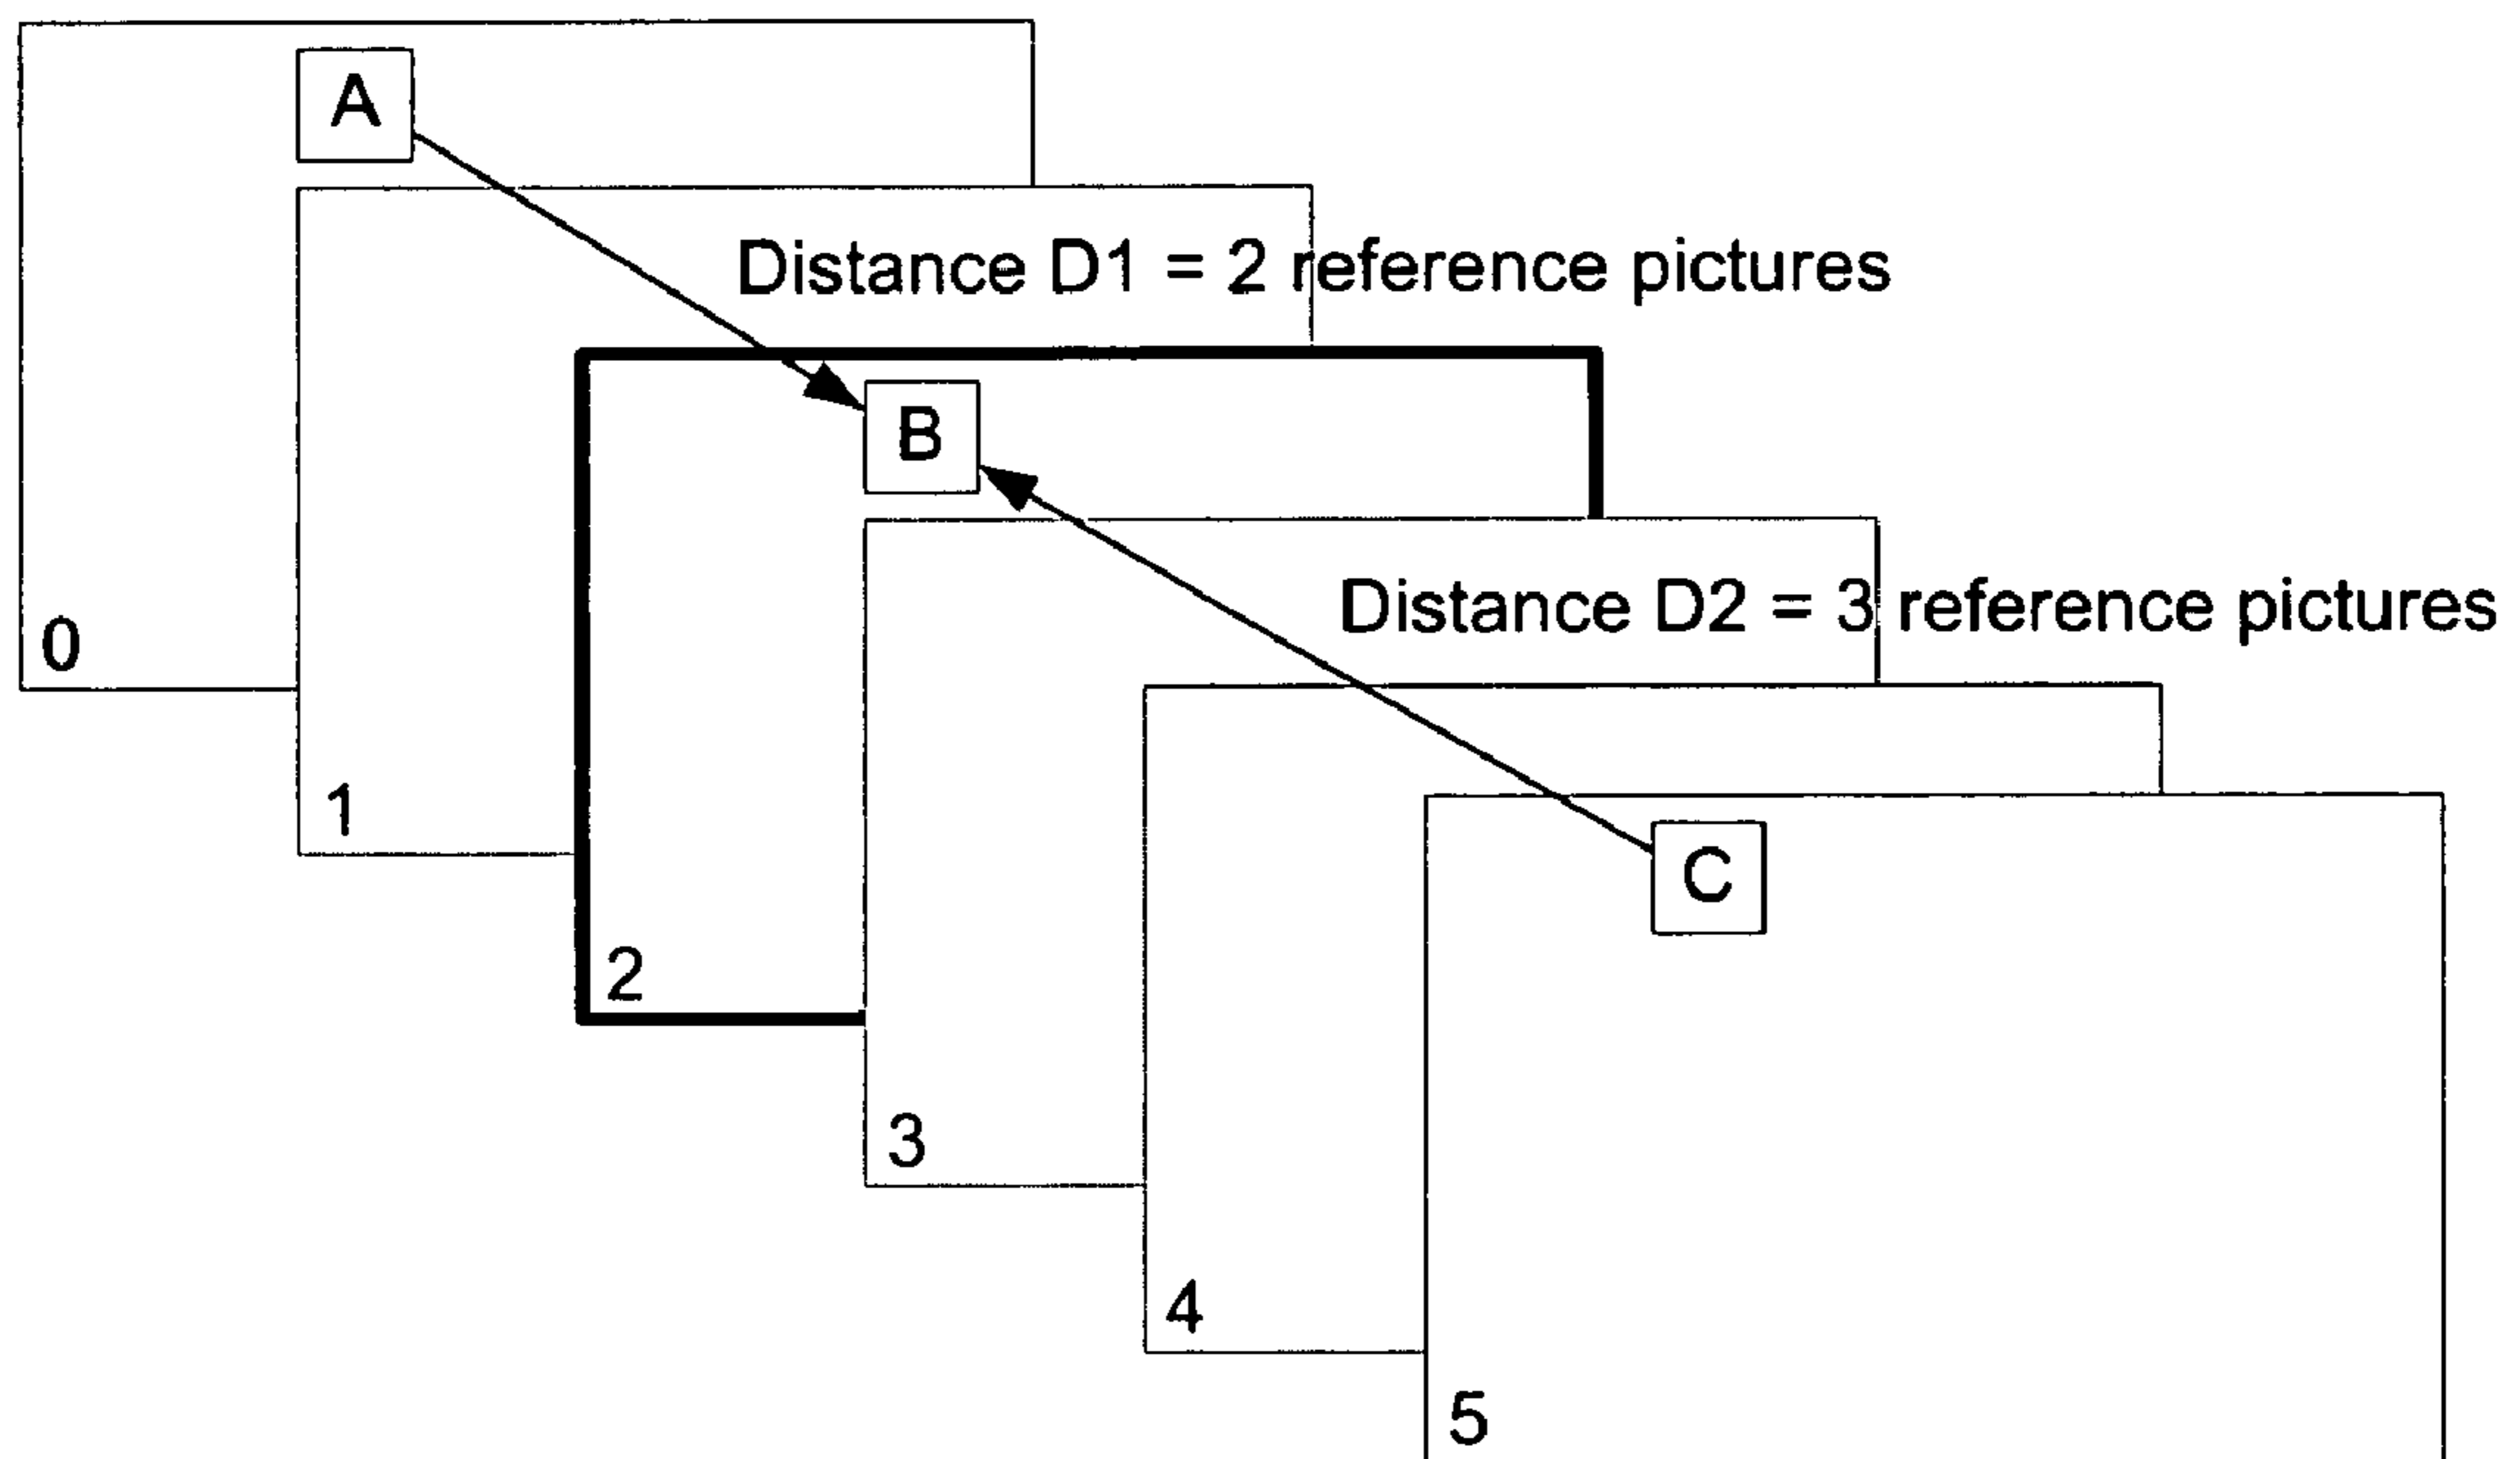 A
Distance D1 = 2 reference pictures
B
Distance D2 = 3 reference pictures
0
1
C
2
3
4
5